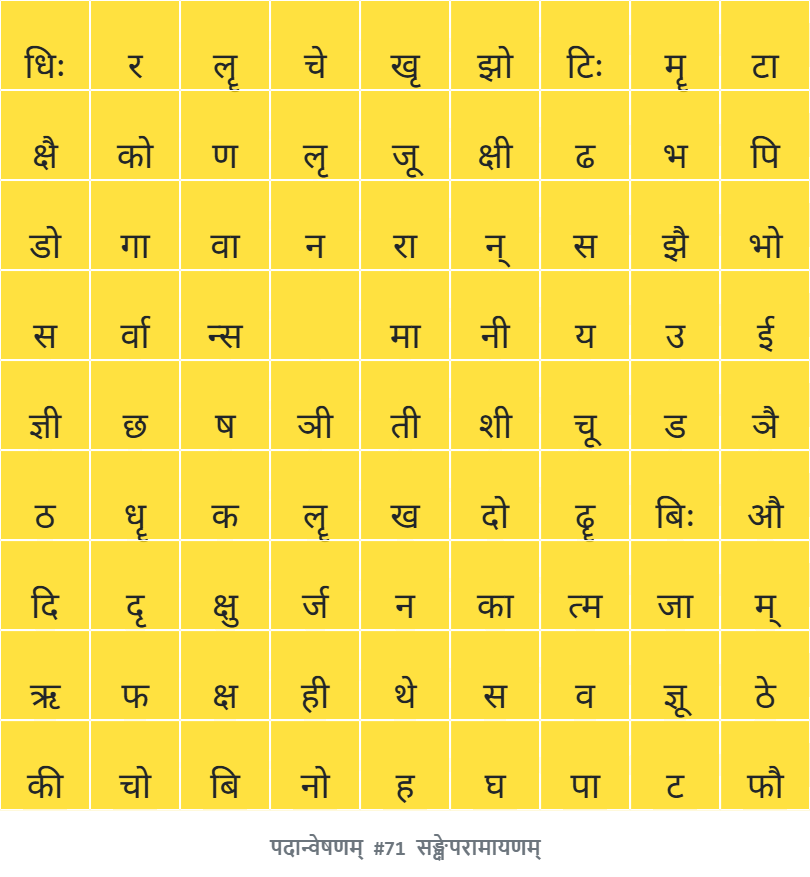 धिः र लॄ चे खृ झो टिः मॄ टा
क्षै को ण लृ जू क्षी ढ भ पि
डो गा वा न रा न् स झै भो
स र्वा न्स मा नी य उ ई
ज्ञी छ ष ञी ती शी चू ड ञै
ठ धॄ क लॄ ख दो ढॄ बिः औ
दि दृ क्षु र्ज न का त्म जा म्
ऋ फ क्ष ही थे स व ज्ञू ठे
की चो बि नो ह घ पा ट फौ
पदान्वेषणम् #71 सङ्क्षेपरामायणम्